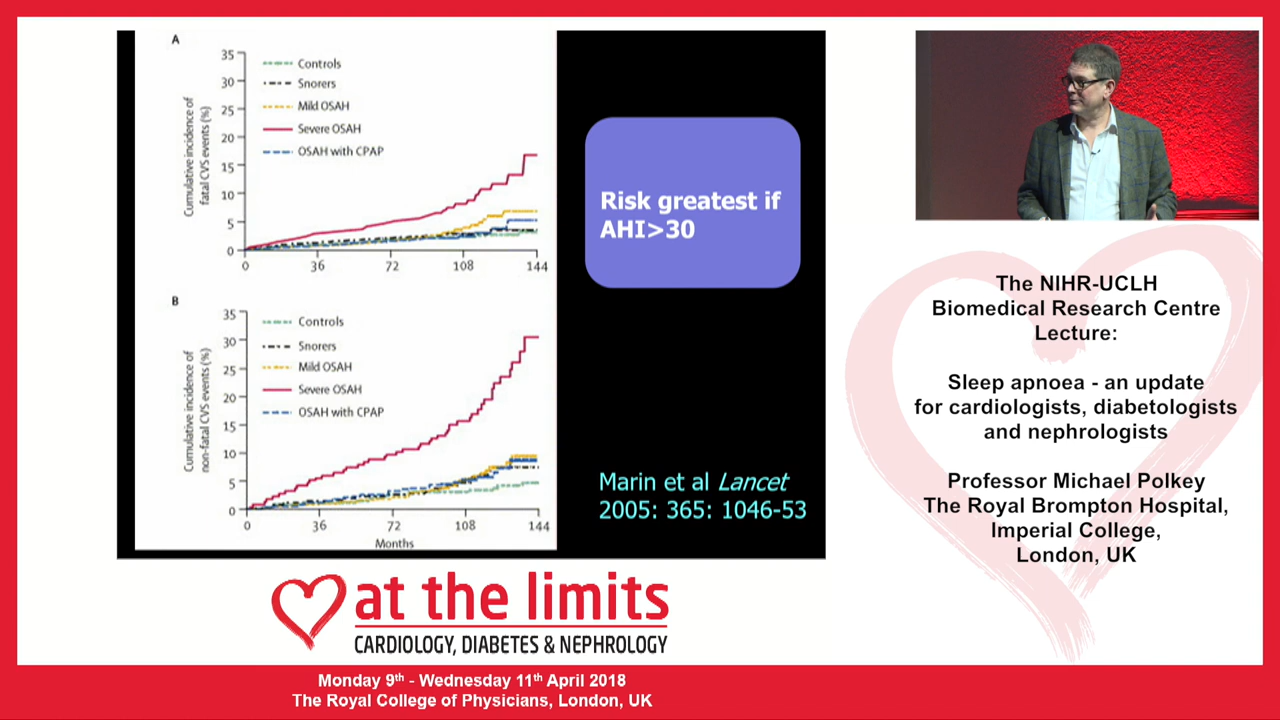 A
Cumulative incidence of
fatal CVS events (%)
35
30
25
20
15
10
5
0
Controls
Snorers
Mild OSAH
Severe OSAH
OSAH with CPAP
0 36 72 108 144
B
Cumulative incidence of
non-fatal CVS events (%)
35
30
25
20
15
10
5
0
Controls
Snorers
Mild OSAH
Severe OSAH
OSAH with CPAP
0 36 72 108 144
Months
Risk greatest if
AHI>30
Marin et al Lancet
2005: 365: 1046-53
The NIHR-UCLH
Biomedical Research Centre
Lecture:
Sleep apnoea - an update
for cardiologists, diabetologists
and nephrologists
Professor Michael Polkey
The Royal Brompton Hospital,
Imperial College,
London, UK
at the limits
CARDIOLOGY, DIABETES & NEPHROLOGY
Monday 9th - Wednesday 11th April 2018
The Royal College of Physicians, London, UK